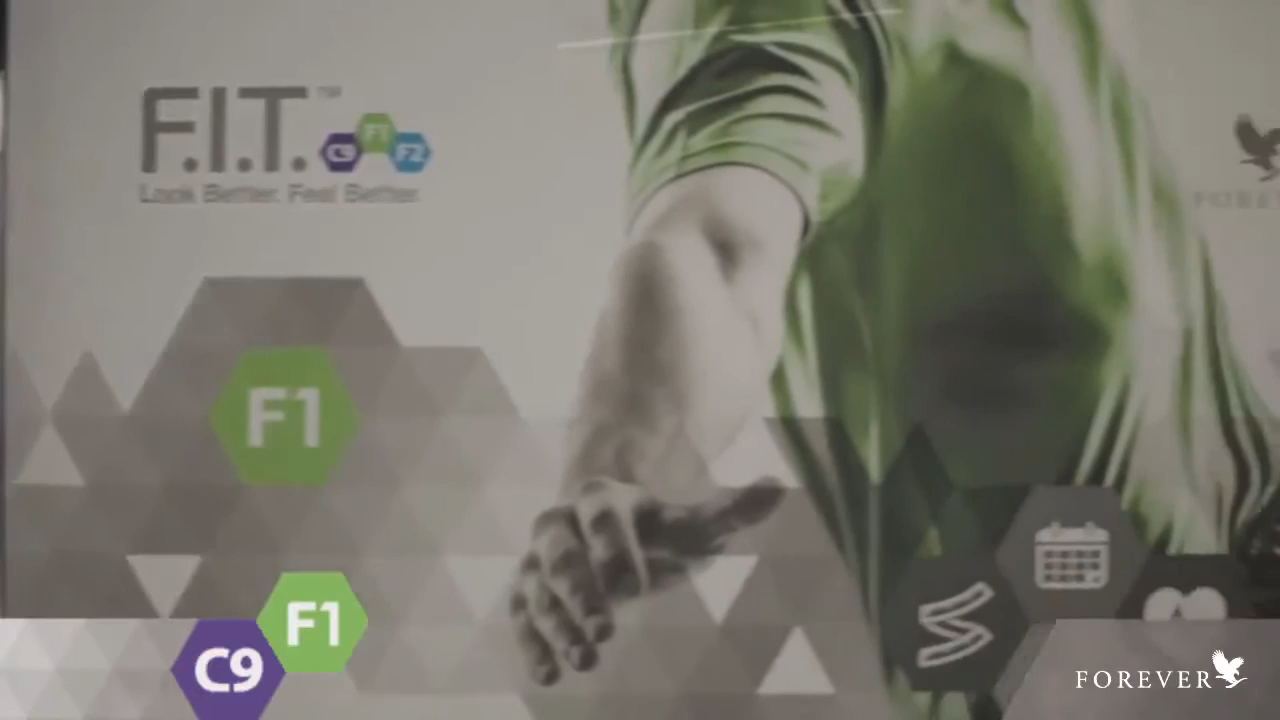 F.I.T.™
C9 F1 F2
Look Better. Feel Better.
F1
F1
C9
FOREVER